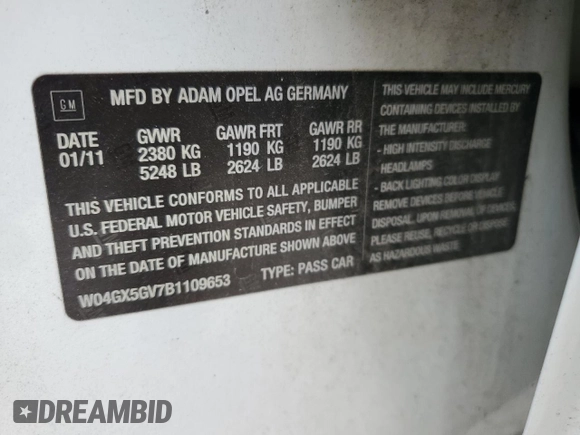 GM
MFD BY ADAM OPEL AG GERMANY
DATE GVWR GAWR FRT GAWR RR
01/11 2380 KG 1190 KG 1190 KG
5248 LB 2624 LB 2624 LB
THIS VEHICLE CONFORMS TO ALL APPLICABLE
U.S. FEDERAL MOTOR VEHICLE SAFETY, BUMPER
AND THEFT PREVENTION STANDARDS IN EFFECT
ON THE DATE OF MANUFACTURE SHOWN ABOVE
W04GX5GV7B1109653 TYPE: PASS CAR
THIS VEHICLE MAY INCLUDE MERCURY
CONTAINING DEVICES INSTALLED BY
THE MANUFACTURER:
- HIGH INTENSITY DISCHARGE
HEADLAMPS
- BACK LIGHTING COLOR DISPLAY
REMOVE DEVICES BEFORE VEHICLE
DISPOSAL. UPON REMOVAL OF DEVICES,
PLEASE REUSE, RECYCLE OR DISPOSE
AS HAZARDOUS WASTE
DREAMBID